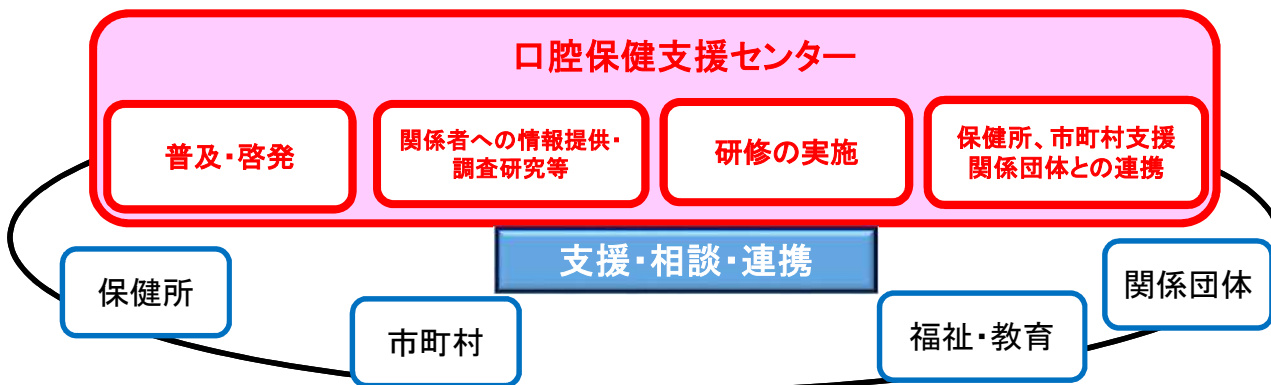 口腔保健支援センター
普及・啓発
関係者への情報提供・
調査研究等
研修の実施
保健所、市町村支援
関係団体との連携
支援・相談・連携
保健所
市町村
福祉・教育
関係団体